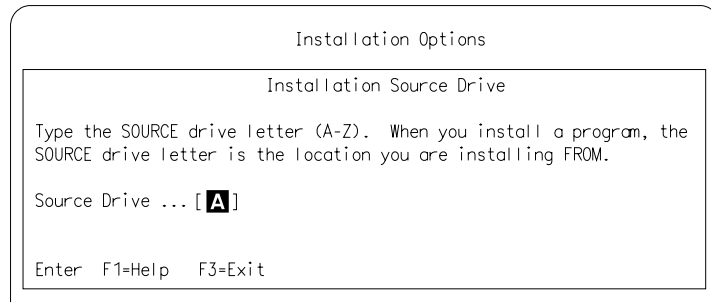 Installation Options
Installation Source Drive
Type the SOURCE drive letter (A-Z). When you install a program, the
SOURCE drive letter is the location you are installing FROM.
Source Drive ... [A]
Enter F1=Help F3=Exit